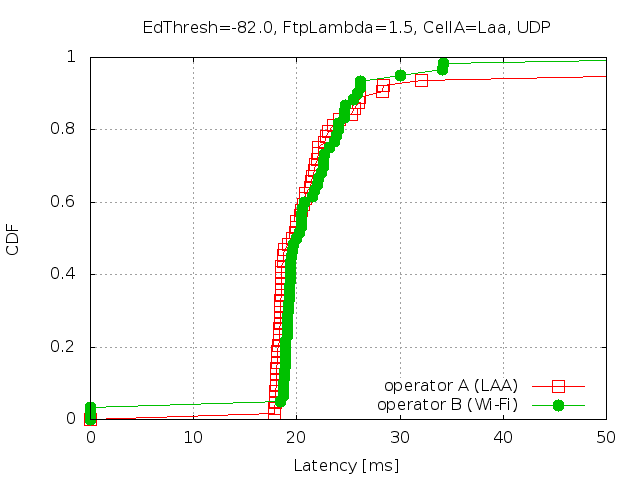 EdThresh=-82.0, FtpLambda=1.5, CellA=Laa, UDP
1
0.8
0.6
0.4
0.2
0
CDF
operator A (LAA)
operator B (Wi-Fi)
0 10 20 30 40 50
Latency [ms]